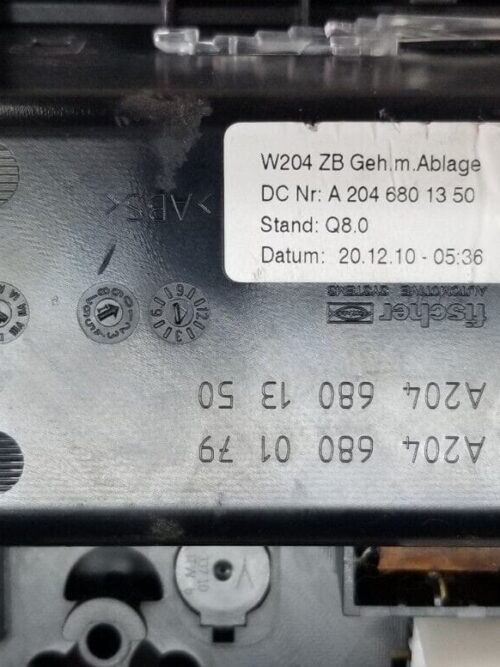 W204 ZB Geh.m.Ablage
DC Nr: A 204 680 13 50
Stand: Q8.0
Datum: 20.12.10 - 05:36
>ABS<
fischer
AUTOMOTIVE SYSTEMS
A204 680 13 50
A204 680 01 79